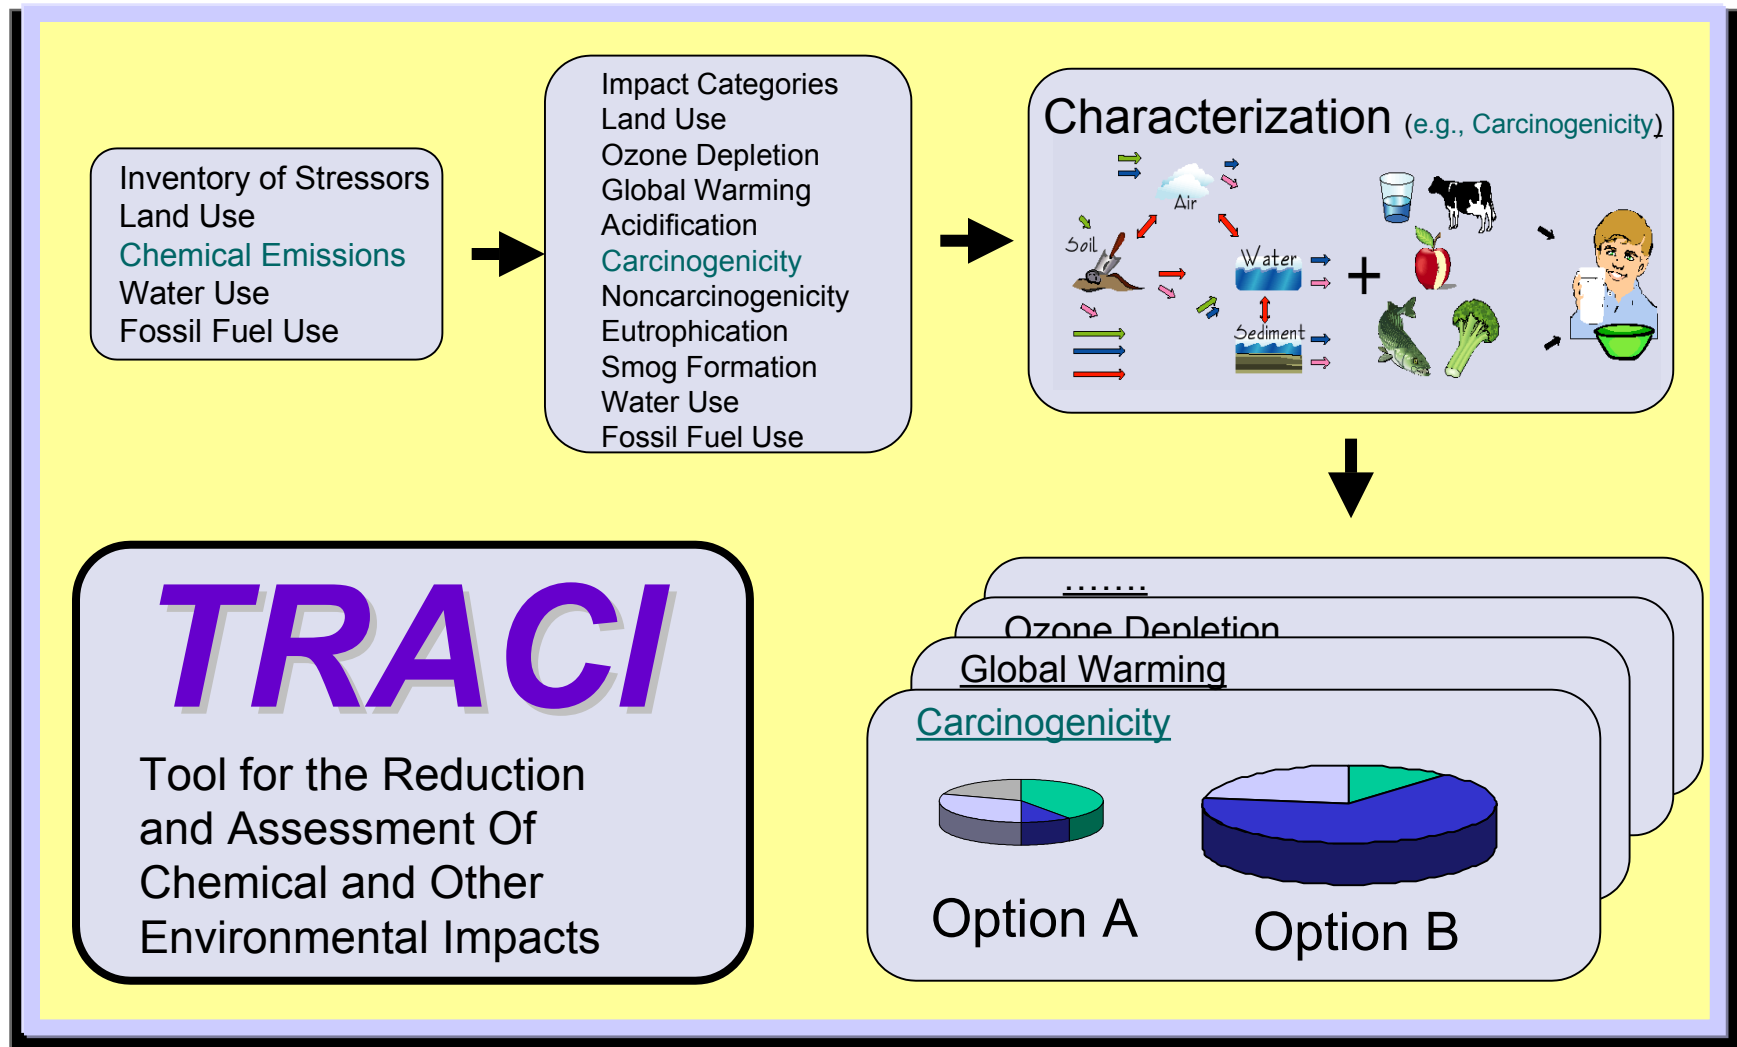 Inventory of Stressors
Land Use
Chemical Emissions
Water Use
Fossil Fuel Use
Impact Categories
Land Use
Ozone Depletion
Global Warming
Acidification
Carcinogenicity
Noncarcinogenicity
Eutrophication
Smog Formation
Water Use
Fossil Fuel Use
Characterization (e.g., Carcinogenicity)
Air
Soil
Water
+
Sediment
TRACI
Tool for the Reduction
and Assessment Of
Chemical and Other
Environmental Impacts
.......
Ozone Depletion
Global Warming
Carcinogenicity
Option A
Option B